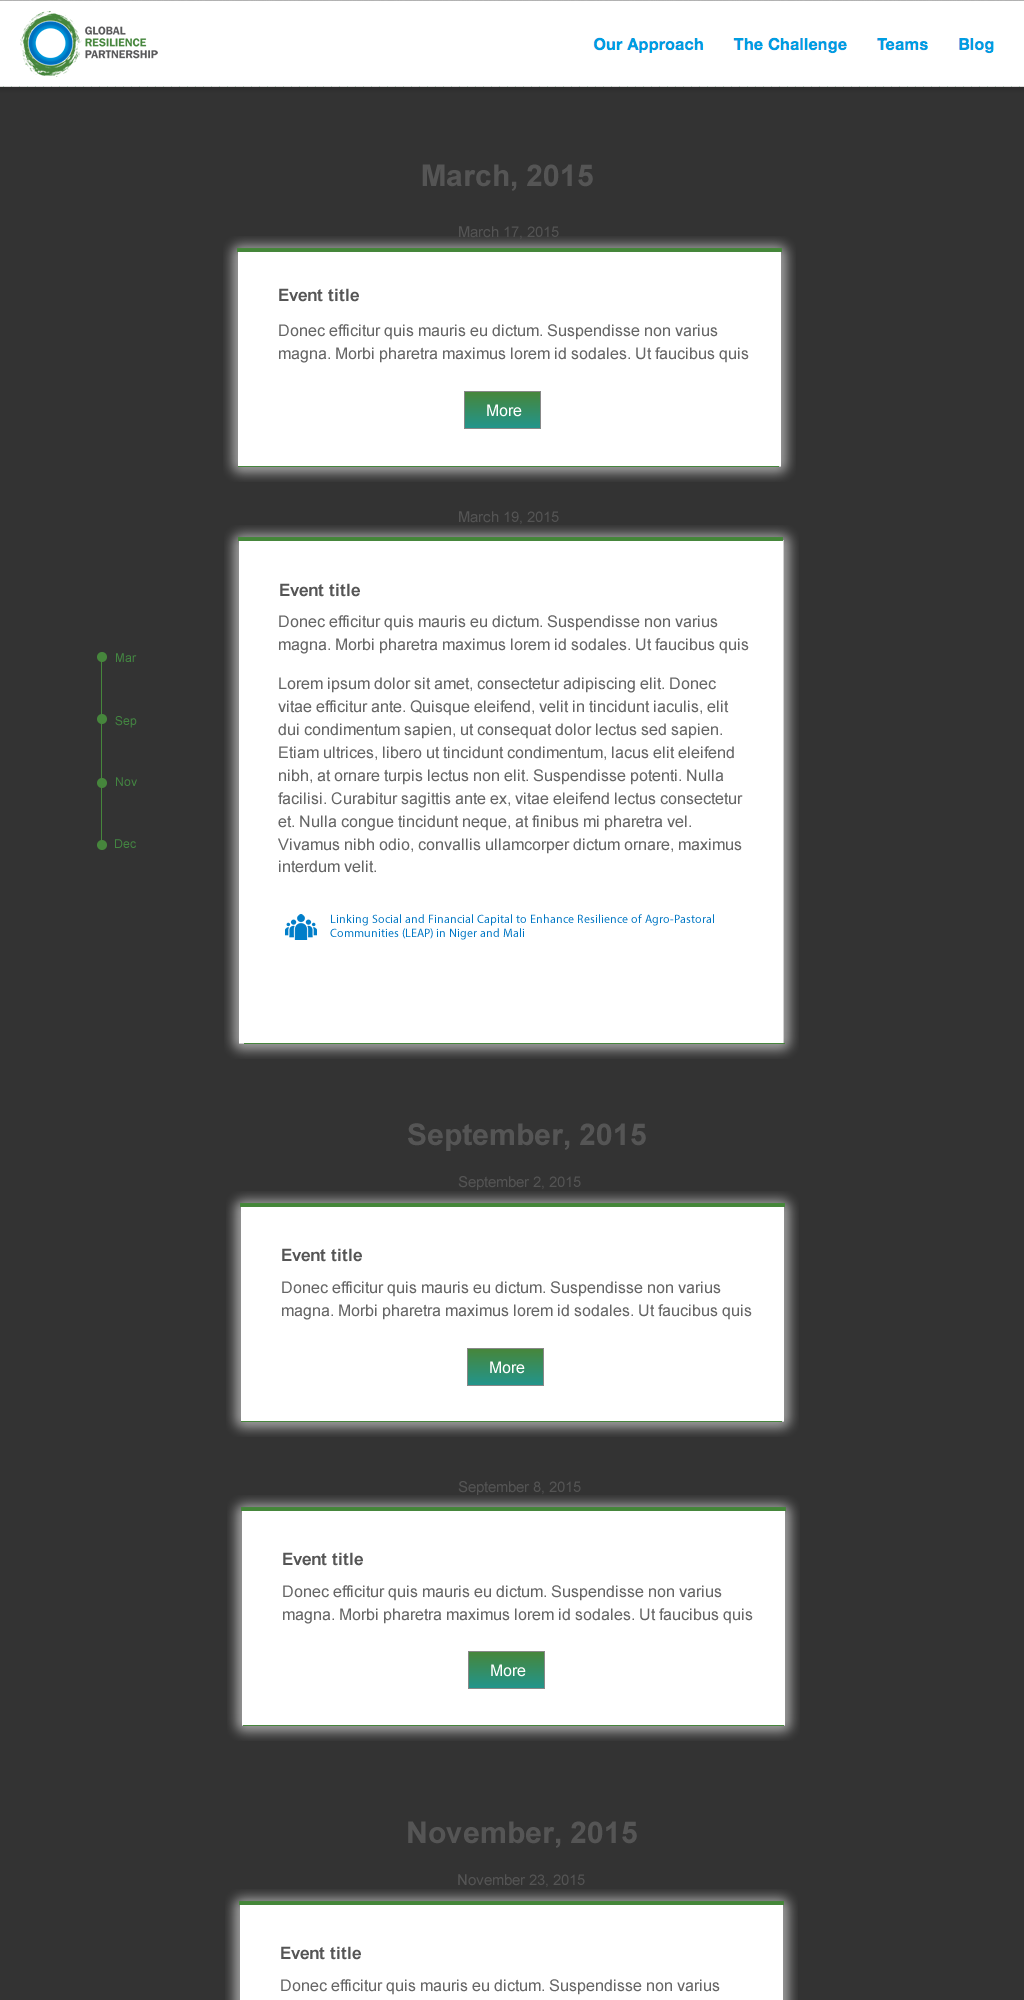 GLOBAL
RESILIENCE
PARTNERSHIP
Our Approach The Challenge Teams Blog
March, 2015
March 17, 2015
Event title
Donec efficitur quis mauris eu dictum. Suspendisse non varius
magna. Morbi pharetra maximus lorem id sodales. Ut faucibus quis
More
March 19, 2015
Event title
Donec efficitur quis mauris eu dictum. Suspendisse non varius
magna. Morbi pharetra maximus lorem id sodales. Ut faucibus quis
Lorem ipsum dolor sit amet, consectetur adipiscing elit. Donec
vitae efficitur ante. Quisque eleifend, velit in tincidunt iaculis, elit
dui condimentum sapien, ut consequat dolor lectus sed sapien.
Etiam ultrices, libero ut tincidunt condimentum, lacus elit eleifend
nibh, at ornare turpis lectus non elit. Suspendisse potenti. Nulla
facilisi. Curabitur sagittis ante ex, vitae eleifend lectus consectetur
et. Nulla congue tincidunt neque, at finibus mi pharetra vel.
Vivamus nibh odio, convallis ullamcorper dictum ornare, maximus
interdum velit.
Linking Social and Financial Capital to Enhance Resilience of Agro-Pastoral
Communities (LEAP) in Niger and Mali
Mar
Sep
Nov
Dec
September, 2015
September 2, 2015
Event title
Donec efficitur quis mauris eu dictum. Suspendisse non varius
magna. Morbi pharetra maximus lorem id sodales. Ut faucibus quis
More
September 8, 2015
Event title
Donec efficitur quis mauris eu dictum. Suspendisse non varius
magna. Morbi pharetra maximus lorem id sodales. Ut faucibus quis
More
November, 2015
November 23, 2015
Event title
Donec efficitur quis mauris eu dictum. Suspendisse non varius